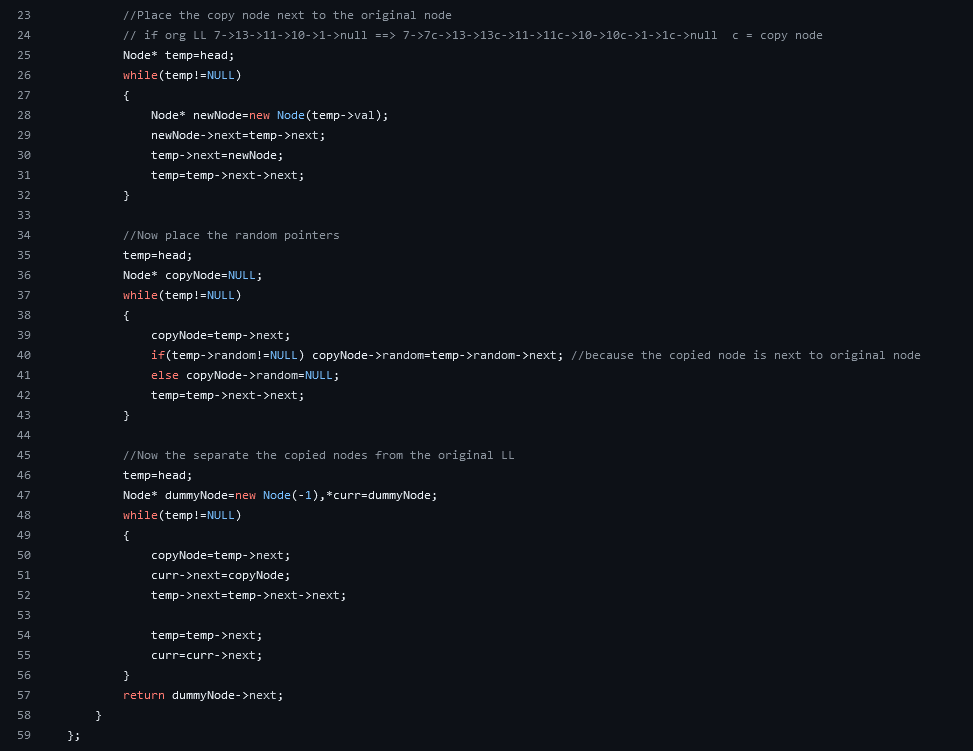 23 //Place the copy node next to the original node
24 // if org LL 7->13->11->10->1->null ==> 7->7c->13->13c->11->11c->10->10c->1->1c->null  c = copy node
25 Node* temp=head;
26 while(temp!=NULL)
27 {
28 Node* newNode=new Node(temp->val);
29 newNode->next=temp->next;
30 temp->next=newNode;
31 temp=temp->next->next;
32 }
33
34 //Now place the random pointers
35 temp=head;
36 Node* copyNode=NULL;
37 while(temp!=NULL)
38 {
39 copyNode=temp->next;
40 if(temp->random!=NULL) copyNode->random=temp->random->next; //because the copied node is next to original node
41 else copyNode->random=NULL;
42 temp=temp->next->next;
43 }
44
45 //Now the separate the copied nodes from the original LL
46 temp=head;
47 Node* dummyNode=new Node(-1),*curr=dummyNode;
48 while(temp!=NULL)
49 {
50 copyNode=temp->next;
51 curr->next=copyNode;
52 temp->next=temp->next->next;
53
54 temp=temp->next;
55 curr=curr->next;
56 }
57 return dummyNode->next;
58 }
59 };